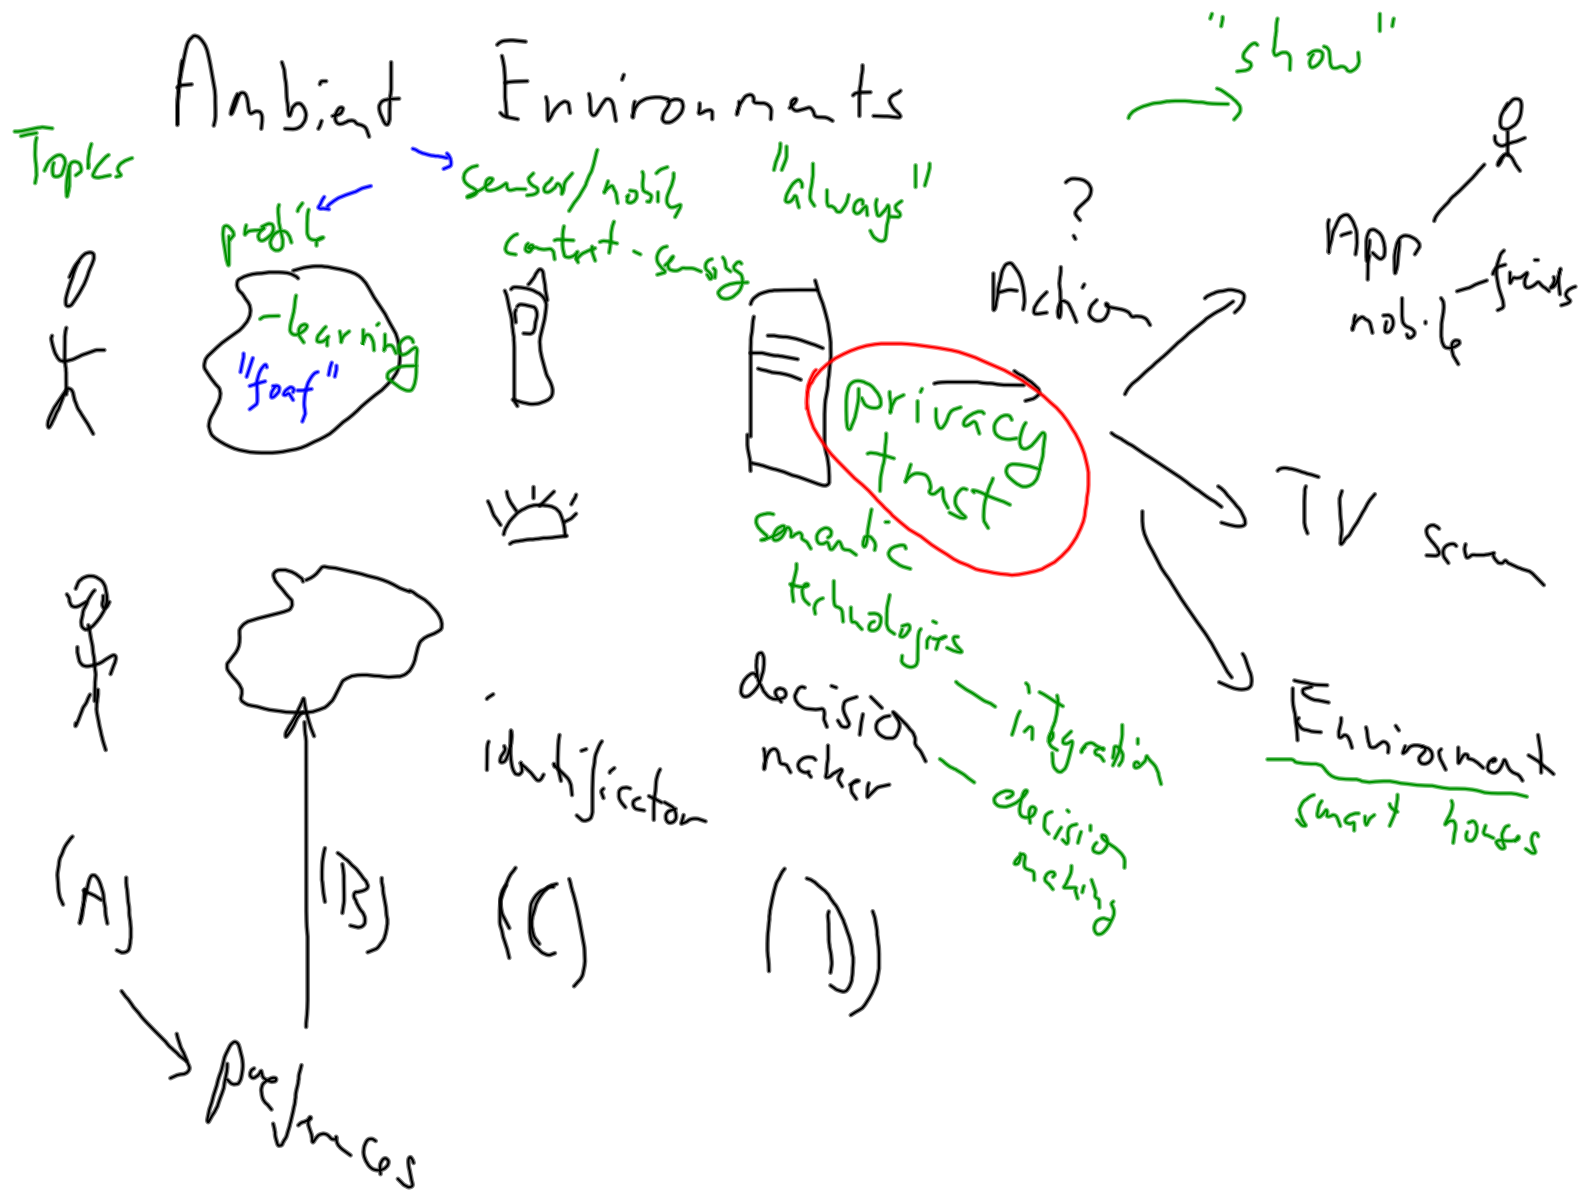 Ambient Environments
"show"
Topics
profile
sensor/mobile
context-sensing
"always"
?
Action
App
mobile
- friends
- learning
"foaf"
privacy
trust
TV Screen
semantic
technologies
- integration
- decision
making
identification
decision
maker
Environment
smart houses
(A)
(B)
(C)
(D)
preferences